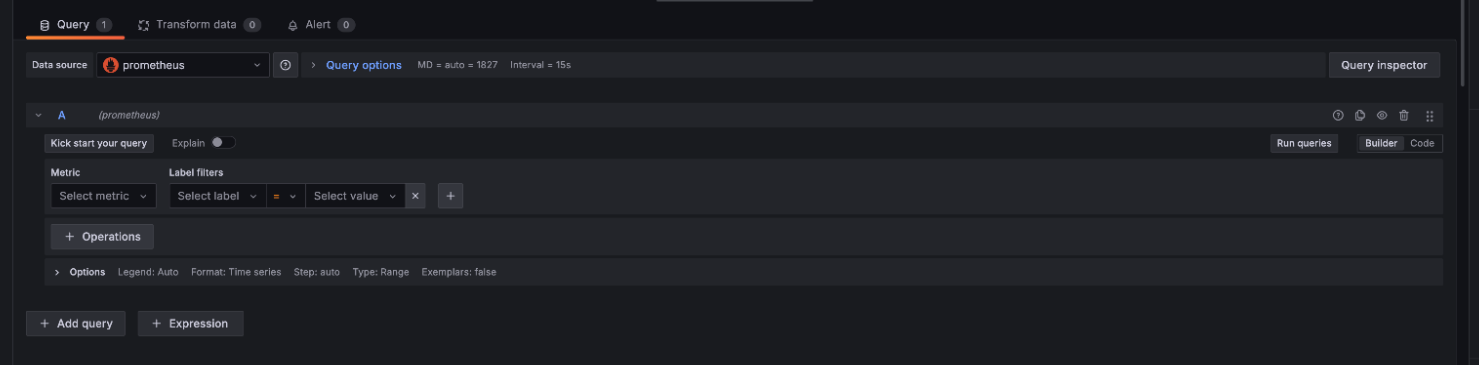 Query 1 Transform data 0 Alert 0
Data source prometheus Query options MD = auto = 1827 Interval = 15s Query inspector
A (prometheus)
Kick start your query Explain Run queries Builder Code
Metric Label filters
Select metric Select label = Select value × +
+ Operations
Options Legend: Auto Format: Time series Step: auto Type: Range Exemplars: false
+ Add query + Expression